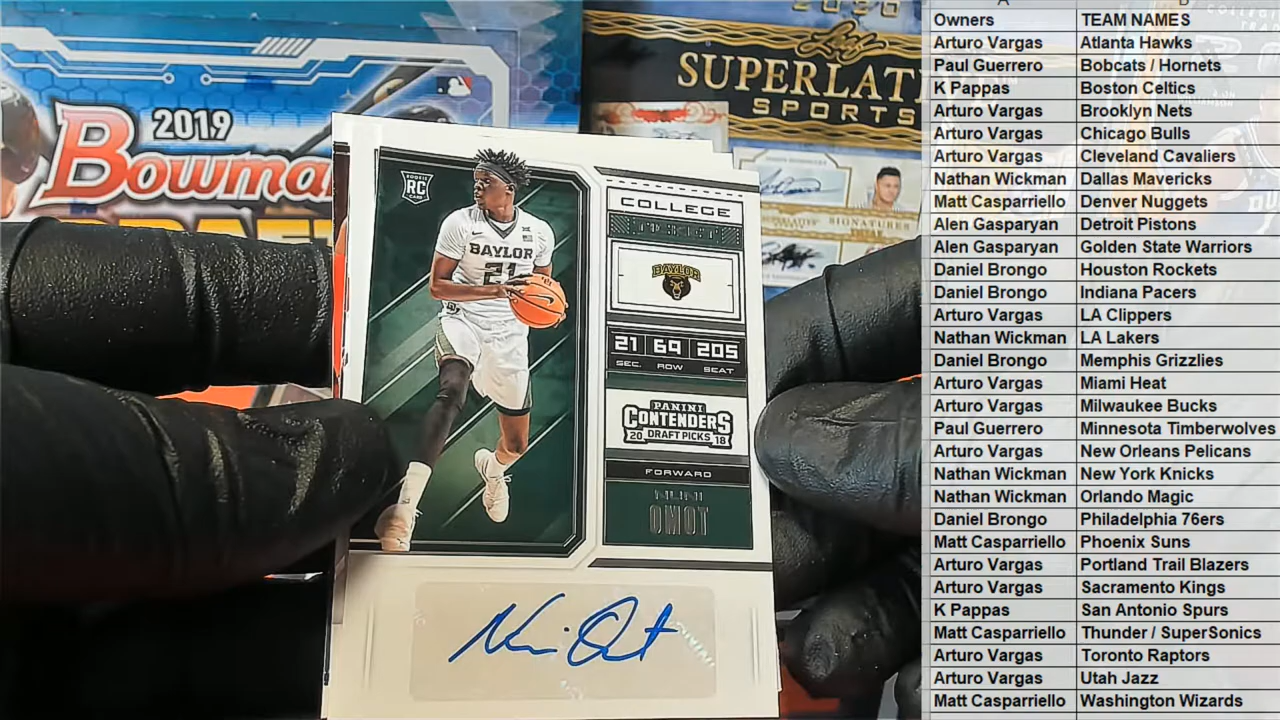 2019
Bowman
2020
Leaf
SUPERLATIVE
SPORTS
SIGNATURES
ROOKIE
RC
BAYLOR
21
COLLEGE
TICKET
BAYLOR
21 69 205
SEC. ROW SEAT
PANINI
CONTENDERS
20 DRAFT PICKS 18
FORWARD
OMOT
Owners TEAM NAMES
Arturo Vargas Atlanta Hawks
Paul Guerrero Bobcats / Hornets
K Pappas Boston Celtics
Arturo Vargas Brooklyn Nets
Arturo Vargas Chicago Bulls
Arturo Vargas Cleveland Cavaliers
Nathan Wickman Dallas Mavericks
Matt Casparriello Denver Nuggets
Alen Gasparyan Detroit Pistons
Alen Gasparyan Golden State Warriors
Daniel Brongo Houston Rockets
Daniel Brongo Indiana Pacers
Arturo Vargas LA Clippers
Nathan Wickman LA Lakers
Daniel Brongo Memphis Grizzlies
Arturo Vargas Miami Heat
Arturo Vargas Milwaukee Bucks
Paul Guerrero Minnesota Timberwolves
Arturo Vargas New Orleans Pelicans
Nathan Wickman New York Knicks
Nathan Wickman Orlando Magic
Daniel Brongo Philadelphia 76ers
Matt Casparriello Phoenix Suns
Arturo Vargas Portland Trail Blazers
Arturo Vargas Sacramento Kings
K Pappas San Antonio Spurs
Matt Casparriello Thunder / SuperSonics
Arturo Vargas Toronto Raptors
Arturo Vargas Utah Jazz
Matt Casparriello Washington Wizards